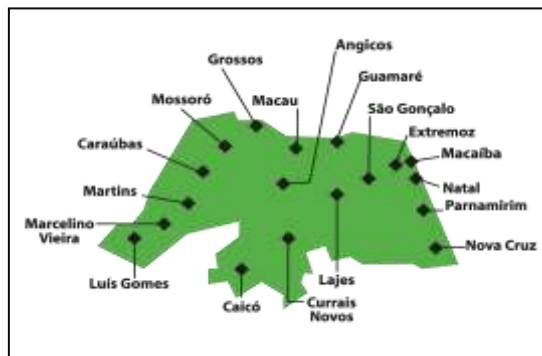 Angicos
Grossos
Guamaré
Mossoró
Macau
São Gonçalo
Extremoz
Caraúbas
Macaíba
Martins
Natal
Parnamirim
Marcelino
Vieira
Nova Cruz
Luís Gomes
Lajes
Caicó
Currais
Novos